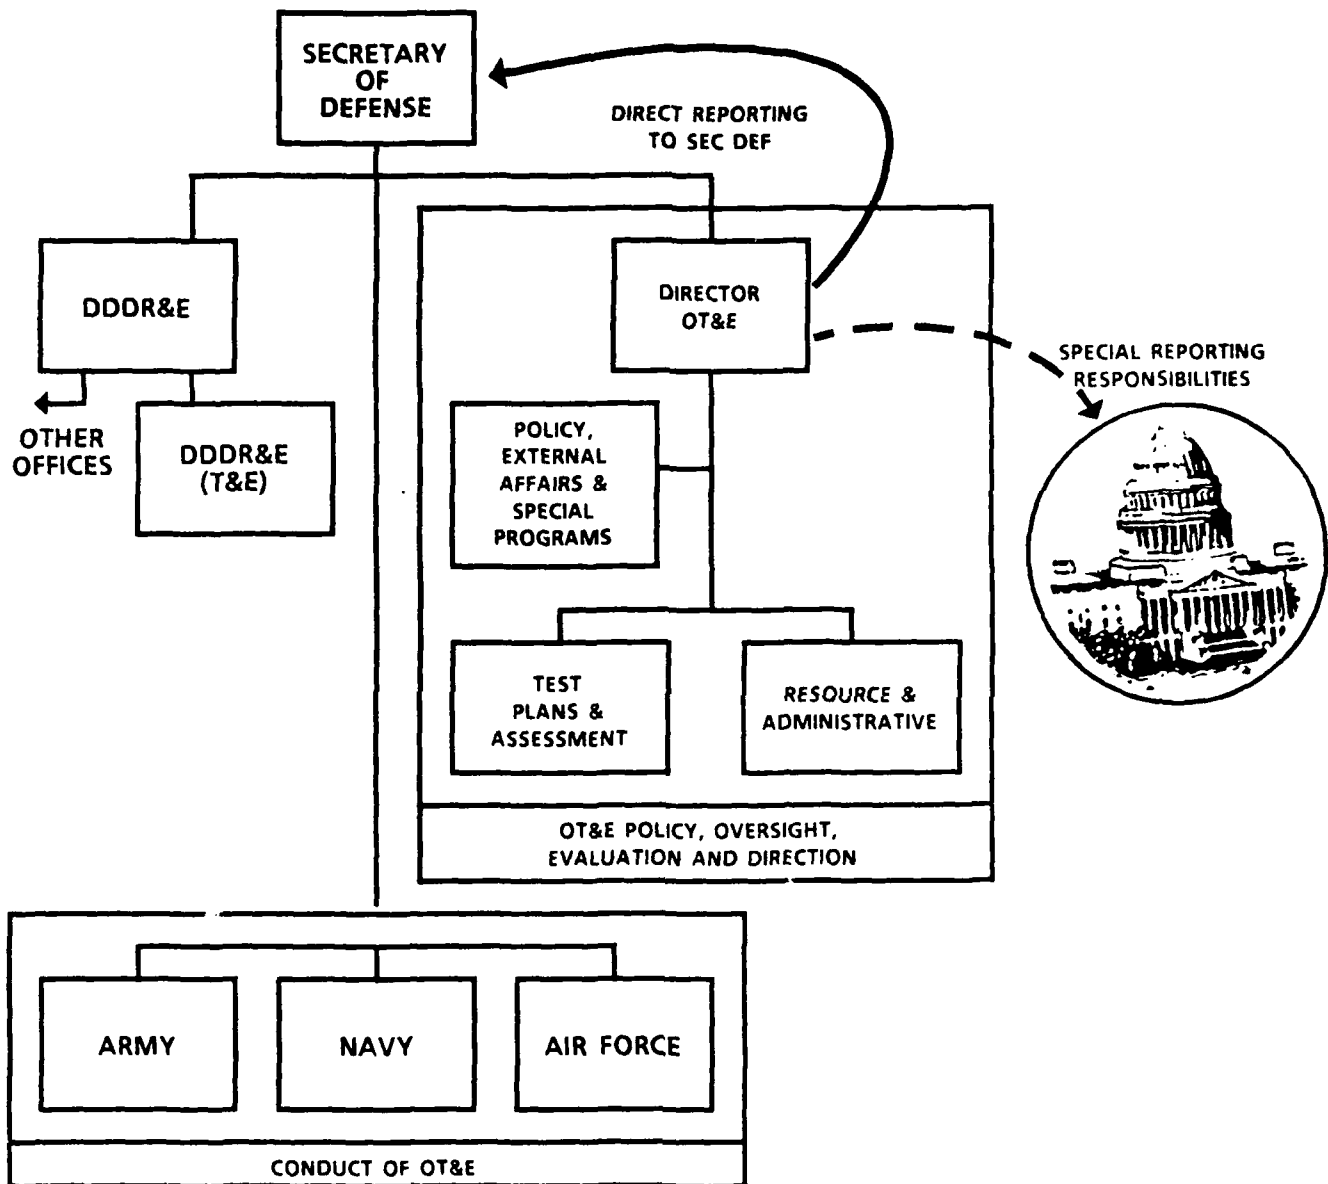 SECRETARY
OF
DEFENSE
DIRECT REPORTING
TO SEC DEF
DDDR&E
DIRECTOR
OT&E
SPECIAL REPORTING
RESPONSIBILITIES
OTHER
OFFICES
DDDR&E
(T&E)
POLICY,
EXTERNAL
AFFAIRS &
SPECIAL
PROGRAMS
TEST
PLANS &
ASSESSMENT
RESOURCE &
ADMINISTRATIVE
OT&E POLICY, OVERSIGHT,
EVALUATION AND DIRECTION
ARMY
NAVY
AIR FORCE
CONDUCT OF OT&E